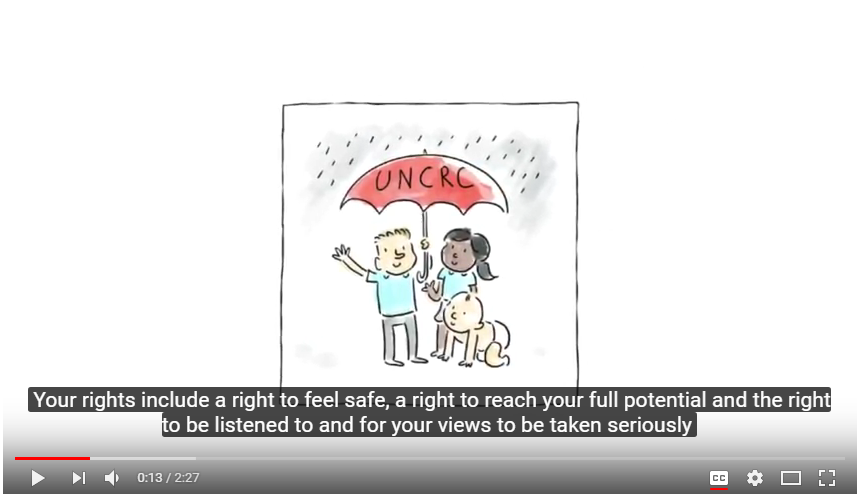 UNCRC
Your rights include a right to feel safe, a right to reach your full potential and the right
to be listened to and for your views to be taken seriously
0:13 / 2:27
CC